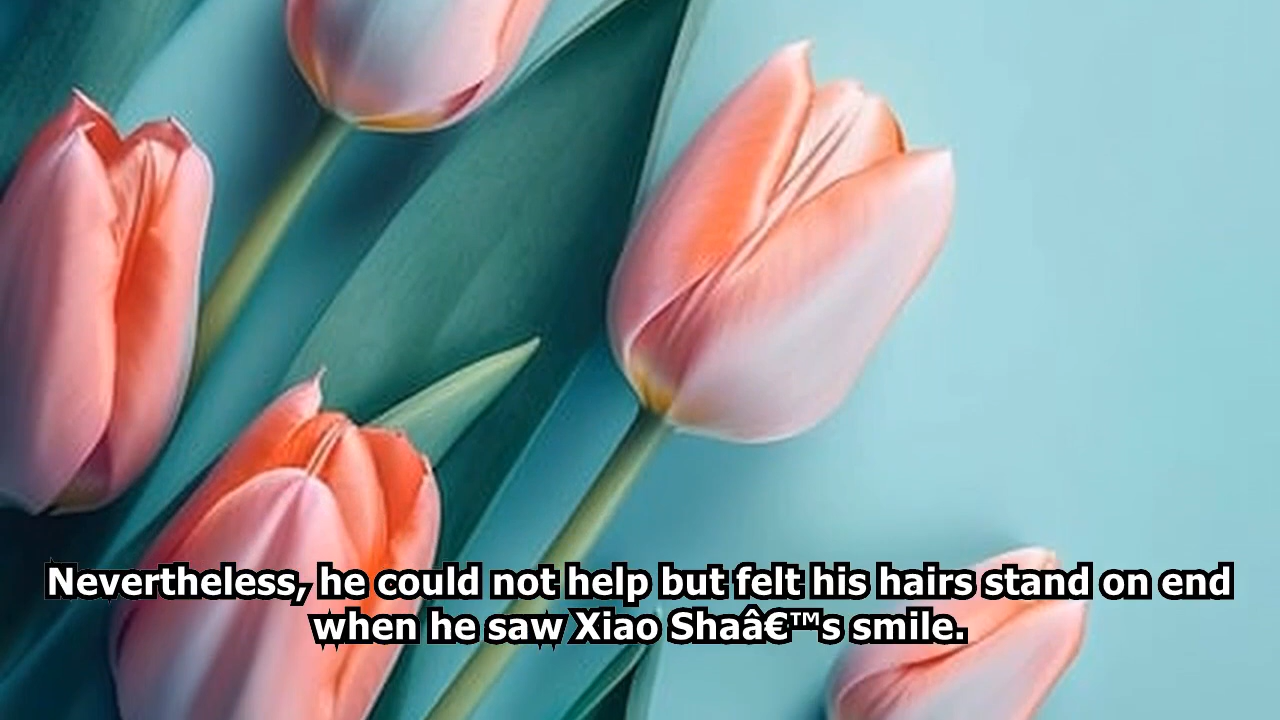 Nevertheless, he could not help but felt his hairs stand on end
when he saw Xiao Shaâ€™s smile.